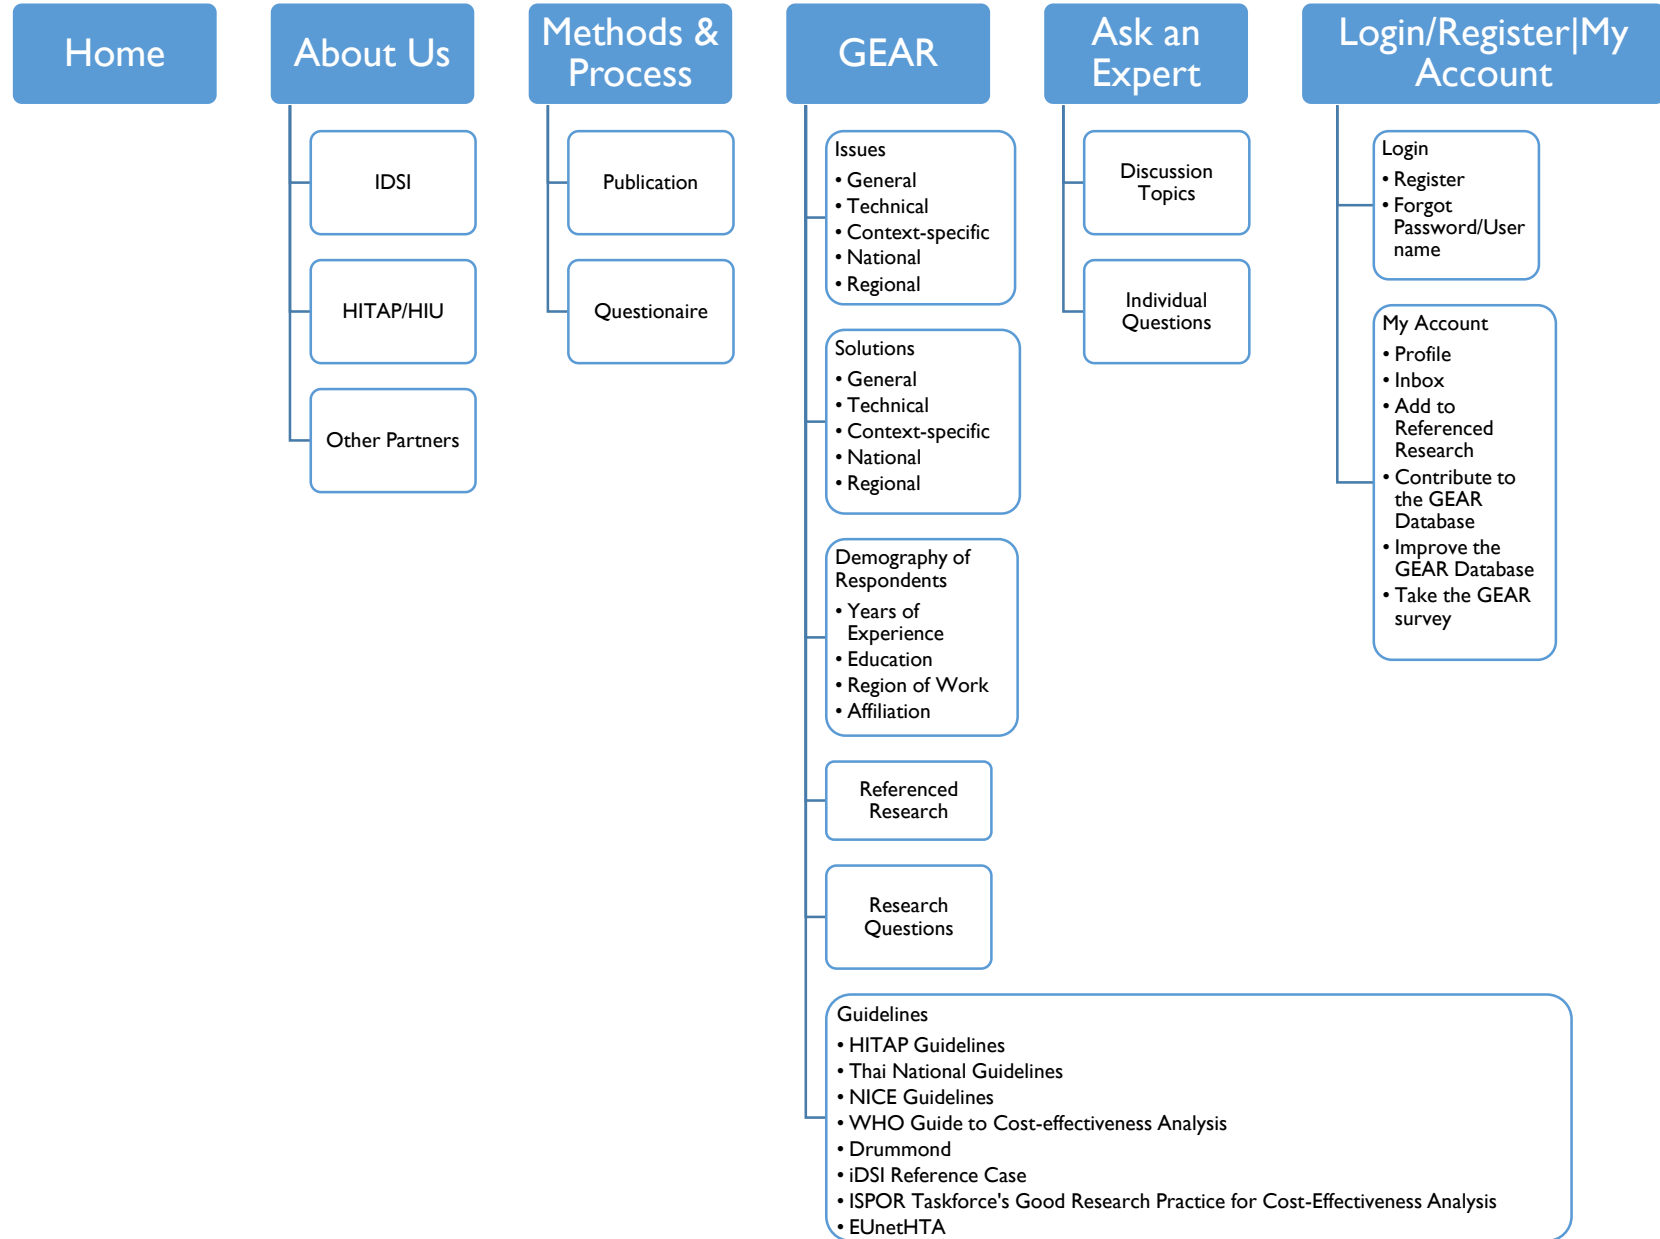 Home
About Us
IDSI
HITAP/HIU
Other Partners
Methods &
Process
Publication
Questionaire
GEAR
Issues
• General
• Technical
• Context-specific
• National
• Regional
Solutions
• General
• Technical
• Context-specific
• National
• Regional
Demography of
Respondents
• Years of
Experience
• Education
• Region of Work
• Affiliation
Referenced
Research
Research
Questions
Guidelines
• HITAP Guidelines
• Thai National Guidelines
• NICE Guidelines
• WHO Guide to Cost-effectiveness Analysis
• Drummond
• iDSI Reference Case
• ISPOR Taskforce's Good Research Practice for Cost-Effectiveness Analysis
• EUnetHTA
Ask an
Expert
Discussion
Topics
Individual
Questions
Login/Register|My
Account
Login
• Register
• Forgot
Password/User
name
My Account
• Profile
• Inbox
• Add to
Referenced
Research
• Contribute to
the GEAR
Database
• Improve the
GEAR Database
• Take the GEAR
survey